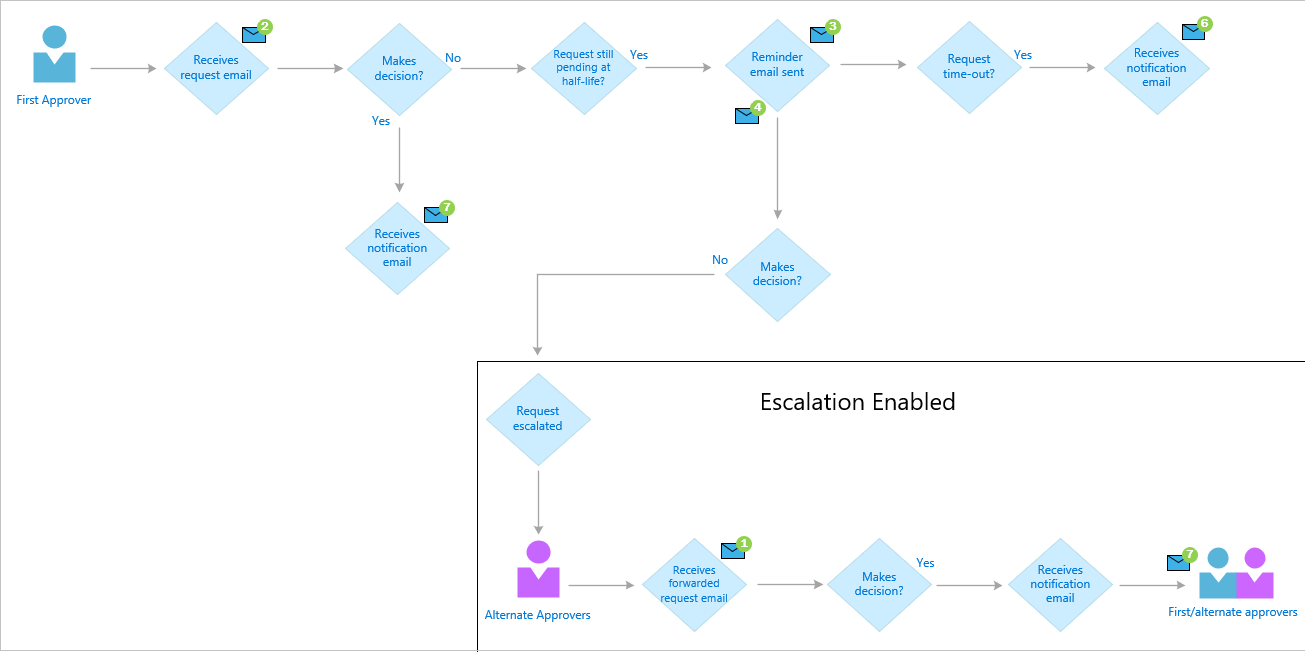 First Approver
Receives
request email
2
Makes
decision?
No
Yes
Request still
pending at
half-life?
Yes
Reminder
email sent
3
4
Request
time-out?
Yes
Receives
notification
email
6
Receives
notification
email
7
Makes
decision?
No
Escalation Enabled
Request
escalated
Alternate Approvers
Receives
forwarded
request email
1
Makes
decision?
Yes
Receives
notification
email
7
First/alternate approvers